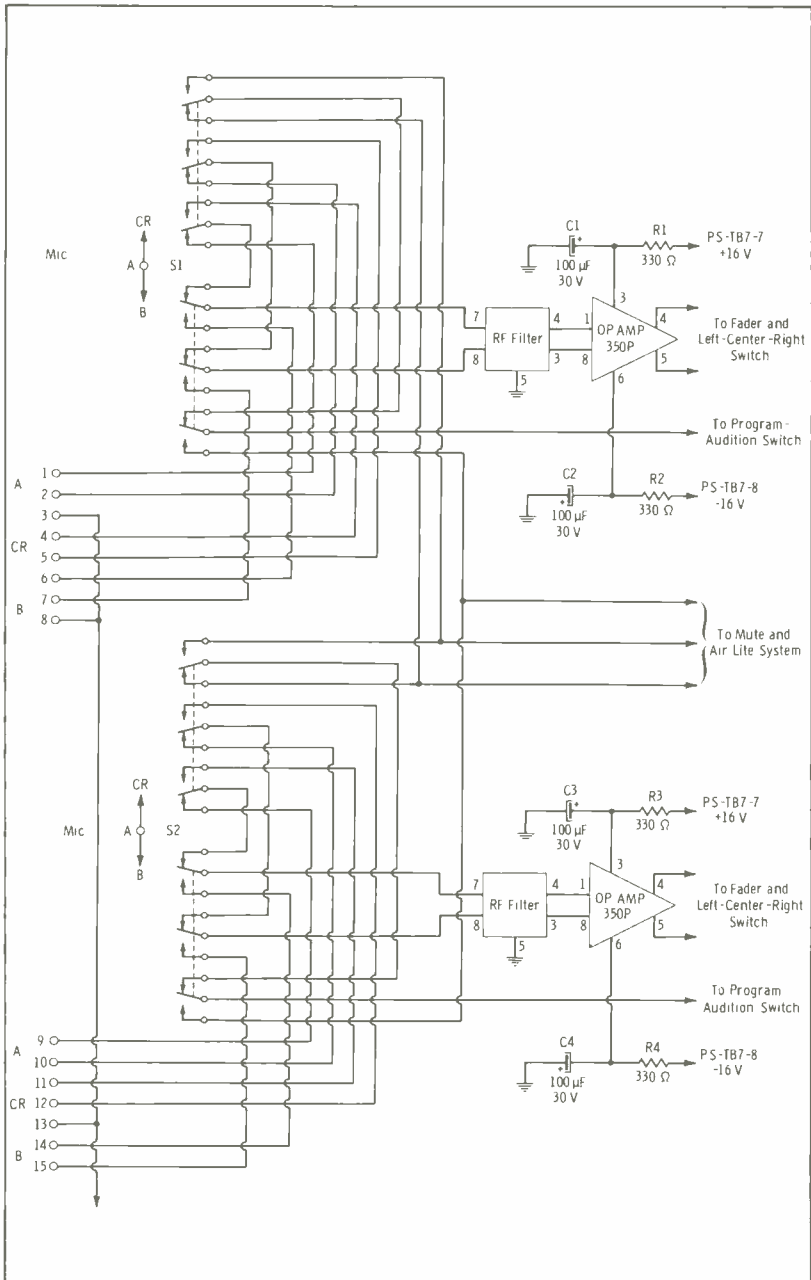 CR
Mic
A
S1
B
C1
100 µF
30 V
R1
330 Ω
PS-TB7-7
+16 V
7
8
RF Filter
4
3
5
1
8
3
OP AMP
350P
6
4
5
To Fader and
Left-Center-Right
Switch
To Program-
Audition Switch
C2
100 µF
30 V
R2
330 Ω
PS-TB7-8
-16 V
A
1
2
3
CR
4
5
6
B
7
8
To Mute and
Air Lite System
CR
Mic
A
S2
B
C3
100 µF
30 V
R3
330 Ω
PS-TB7-7
+16 V
7
8
RF Filter
4
3
5
1
8
3
OP AMP
350P
6
4
5
To Fader and
Left-Center-Right
Switch
To Program
Audition Switch
C4
100 µF
30 V
R4
330 Ω
PS-TB7-8
-16 V
A
9
10
11
CR
12
13
B
14
15